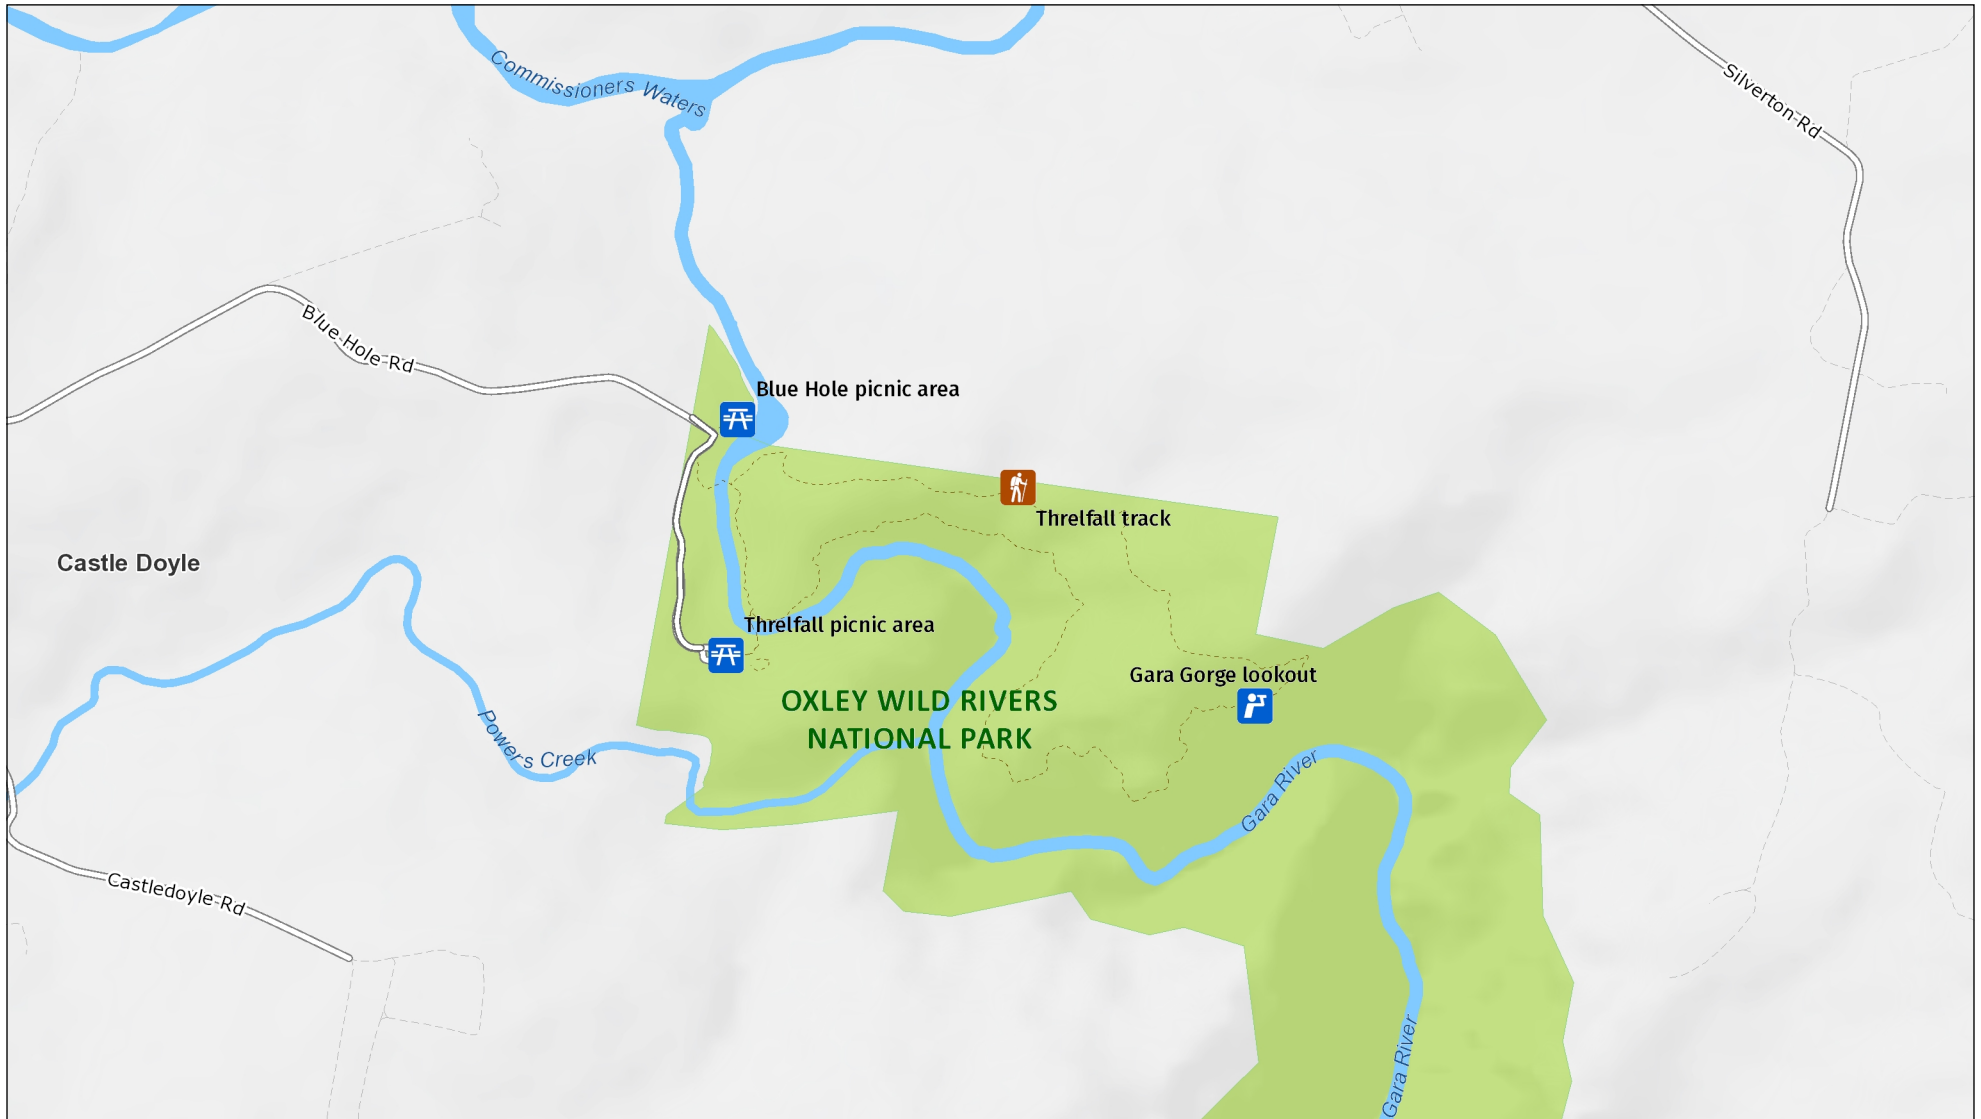 Commissioners Waters
Silverton Rd
Blue Hole Rd
Blue Hole picnic area
Threlfall track
Castle Doyle
Threlfall picnic area
Gara Gorge lookout
OXLEY WILD RIVERS
NATIONAL PARK
Powers Creek
Gara River
Castledoyle Rd
Gara River